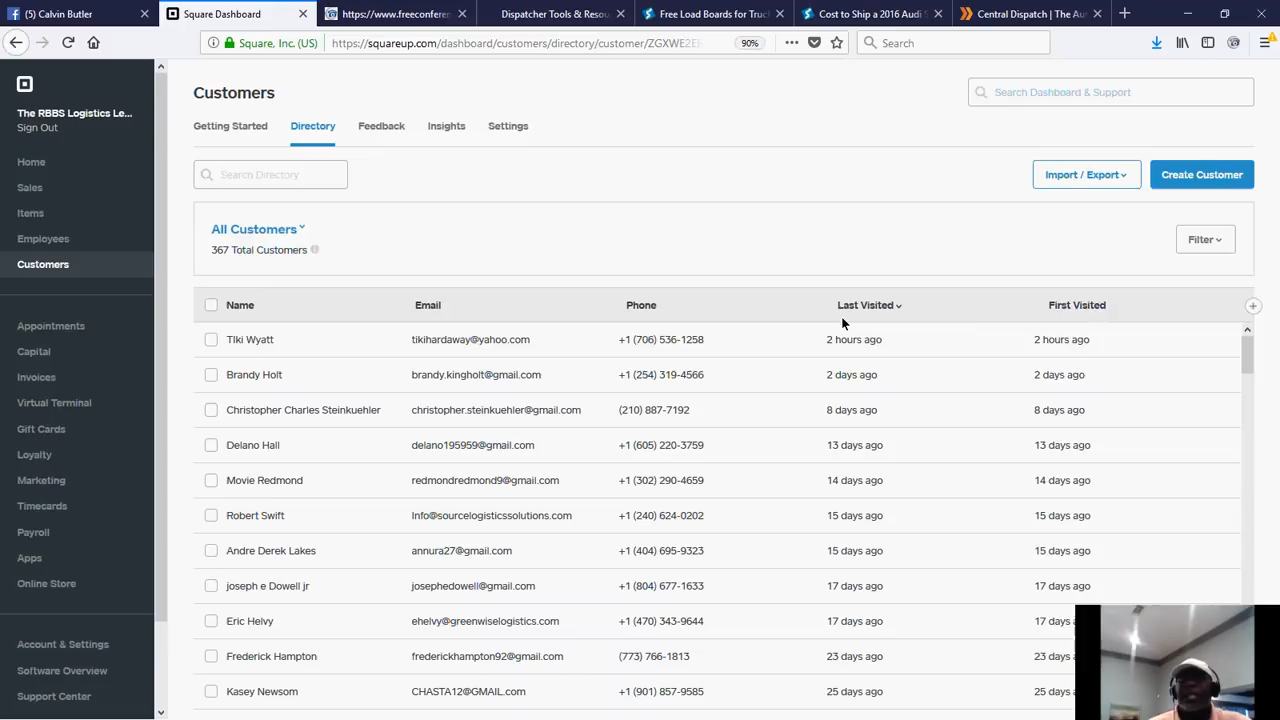 Calvin Butler
Square Dashboard
https://www.freeconferen
Dispatcher Tools & Resou
Free Load Boards for Truck
Cost to Ship a 2016 Audi S
Central Dispatch | The Au
Square, Inc. (US)
https://squareup.com/dashboard/customers/directory/customer/ZGXWE2E
90%
Search
The RBBS Logistics Le...
Sign Out
Home
Sales
Items
Employees
Customers
Appointments
Capital
Invoices
Virtual Terminal
Gift Cards
Loyalty
Marketing
Timecards
Payroll
Apps
Online Store
Account & Settings
Software Overview
Support Center
Customers
Search Dashboard & Support
Getting Started Directory Feedback Insights Settings
Search Directory
Import / Export
Create Customer
All Customers
367 Total Customers
Filter
Name Email Phone Last Visited First Visited
TIki Wyatt tikihardaway@yahoo.com +1 (706) 536-1258 2 hours ago 2 hours ago
Brandy Holt brandy.kingholt@gmail.com +1 (254) 319-4566 2 days ago 2 days ago
Christopher Charles Steinkuehler christopher.steinkuehler@gmail.com (210) 887-7192 8 days ago 8 days ago
Delano Hall delano195959@gmail.com +1 (605) 220-3759 13 days ago 13 days ago
Movie Redmond redmondredmond9@gmail.com +1 (302) 290-4659 14 days ago 14 days ago
Robert Swift Info@sourcelogisticssolutions.com +1 (240) 624-0202 15 days ago 15 days ago
Andre Derek Lakes annura27@gmail.com +1 (404) 695-9323 15 days ago 15 days ago
joseph e Dowell jr josephedowell@gmail.com +1 (804) 677-1633 17 days ago 17 days ago
Eric Helvy ehelvy@greenwiselogistics.com +1 (470) 343-9644 17 days ago 17 days
Frederick Hampton frederickhampton92@gmail.com (773) 766-1813 23 days ago 23 days
Kasey Newsom CHASTA12@GMAIL.com +1 (901) 857-9585 25 days ago 25 days